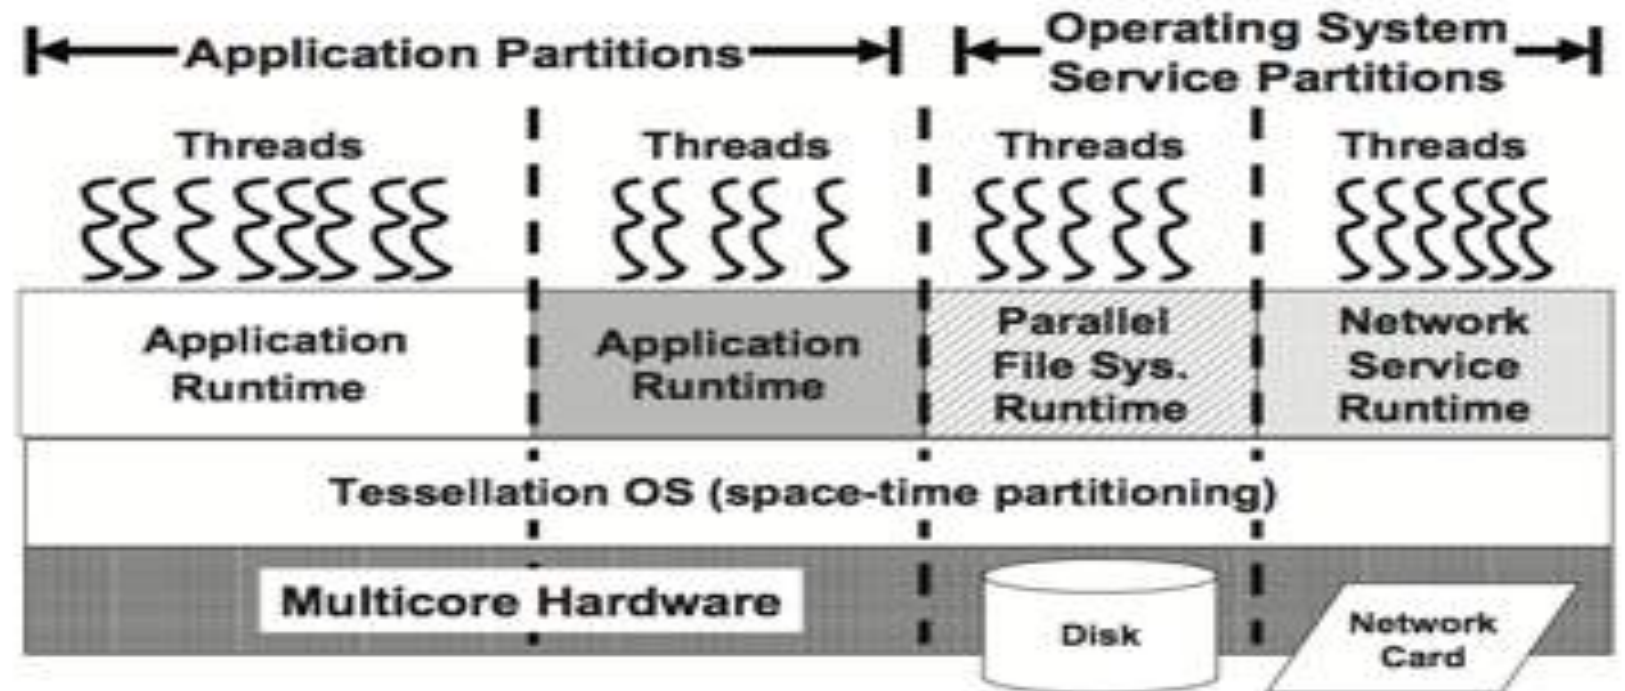 Application Partitions
Operating System
Service Partitions
Threads
Threads
Threads
Threads
Application
Runtime
Application
Runtime
Parallel
File Sys.
Runtime
Network
Service
Runtime
Tessellation OS (space-time partitioning)
Multicore Hardware
Disk
Network
Card